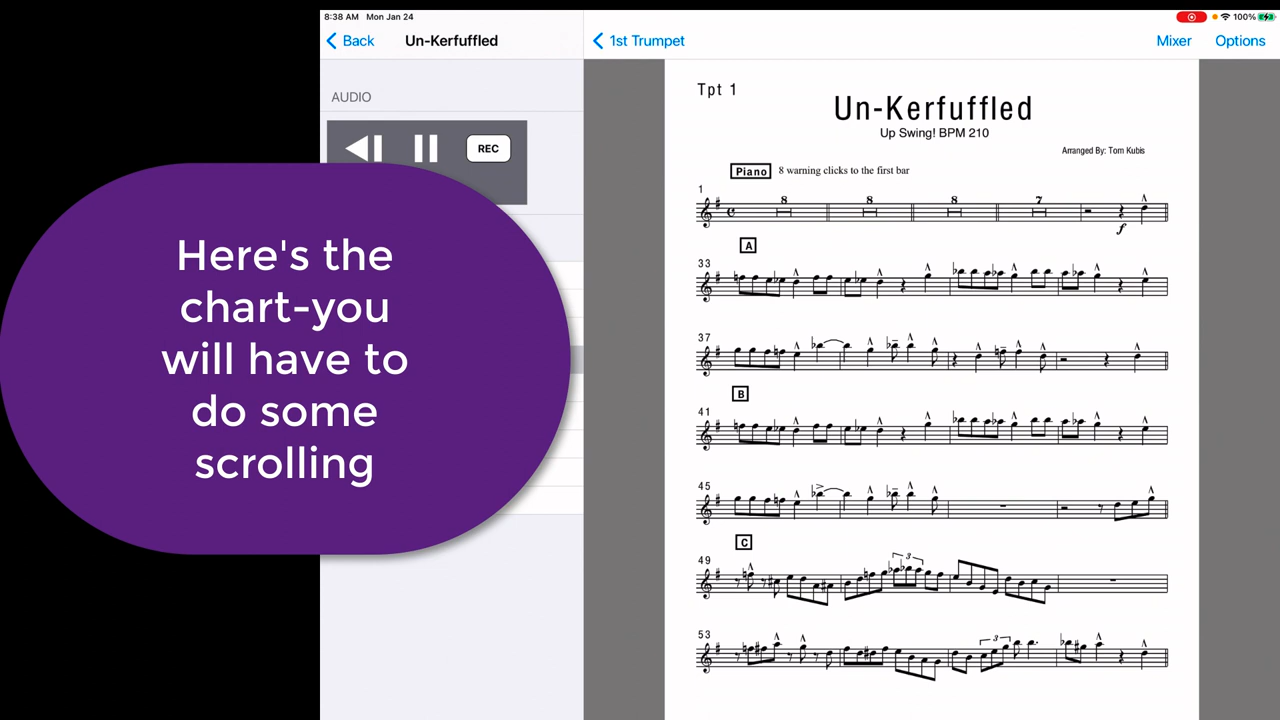 8:38 AM Mon Jan 24
100%
Back
Un-Kerfuffled
1st Trumpet
Mixer
Options
AUDIO
REC
Here's the
chart-you
will have to
do some
scrolling
Tpt 1
Un-Kerfuffled
Up Swing! BPM 210
Arranged By: Tom Kubis
Piano 8 warning clicks to the first bar
1
8 8 8 7
f
A
33
37
B
41
45
C
49
3
53
3